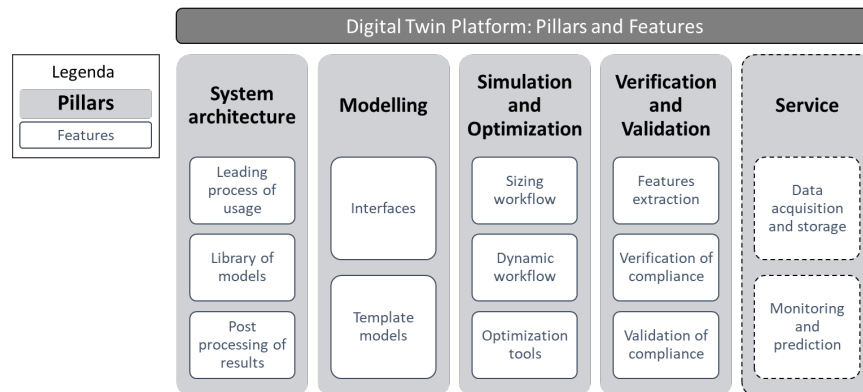 Digital Twin Platform: Pillars and Features
Legenda
Pillars
Features
System
architecture
Leading
process of
usage
Library of
models
Post
processing of
results
Modelling
Interfaces
Template
models
Simulation
and
Optimization
Sizing
workflow
Dynamic
workflow
Optimization
tools
Verification
and
Validation
Features
extraction
Verification of
compliance
Validation of
compliance
Service
Data
acquisition
and storage
Monitoring
and
prediction